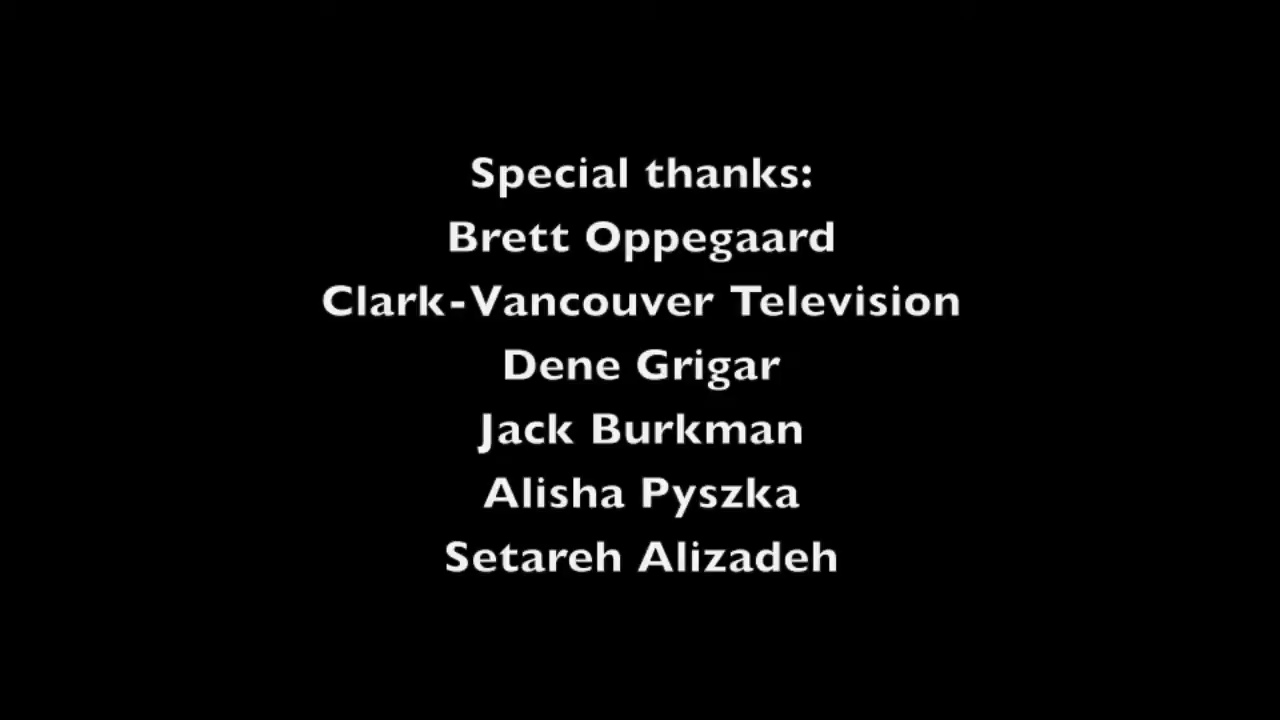 Special thanks:
Brett Oppegaard
Clark-Vancouver Television
Dene Grigar
Jack Burkman
Alisha Pyszka
Setareh Alizadeh